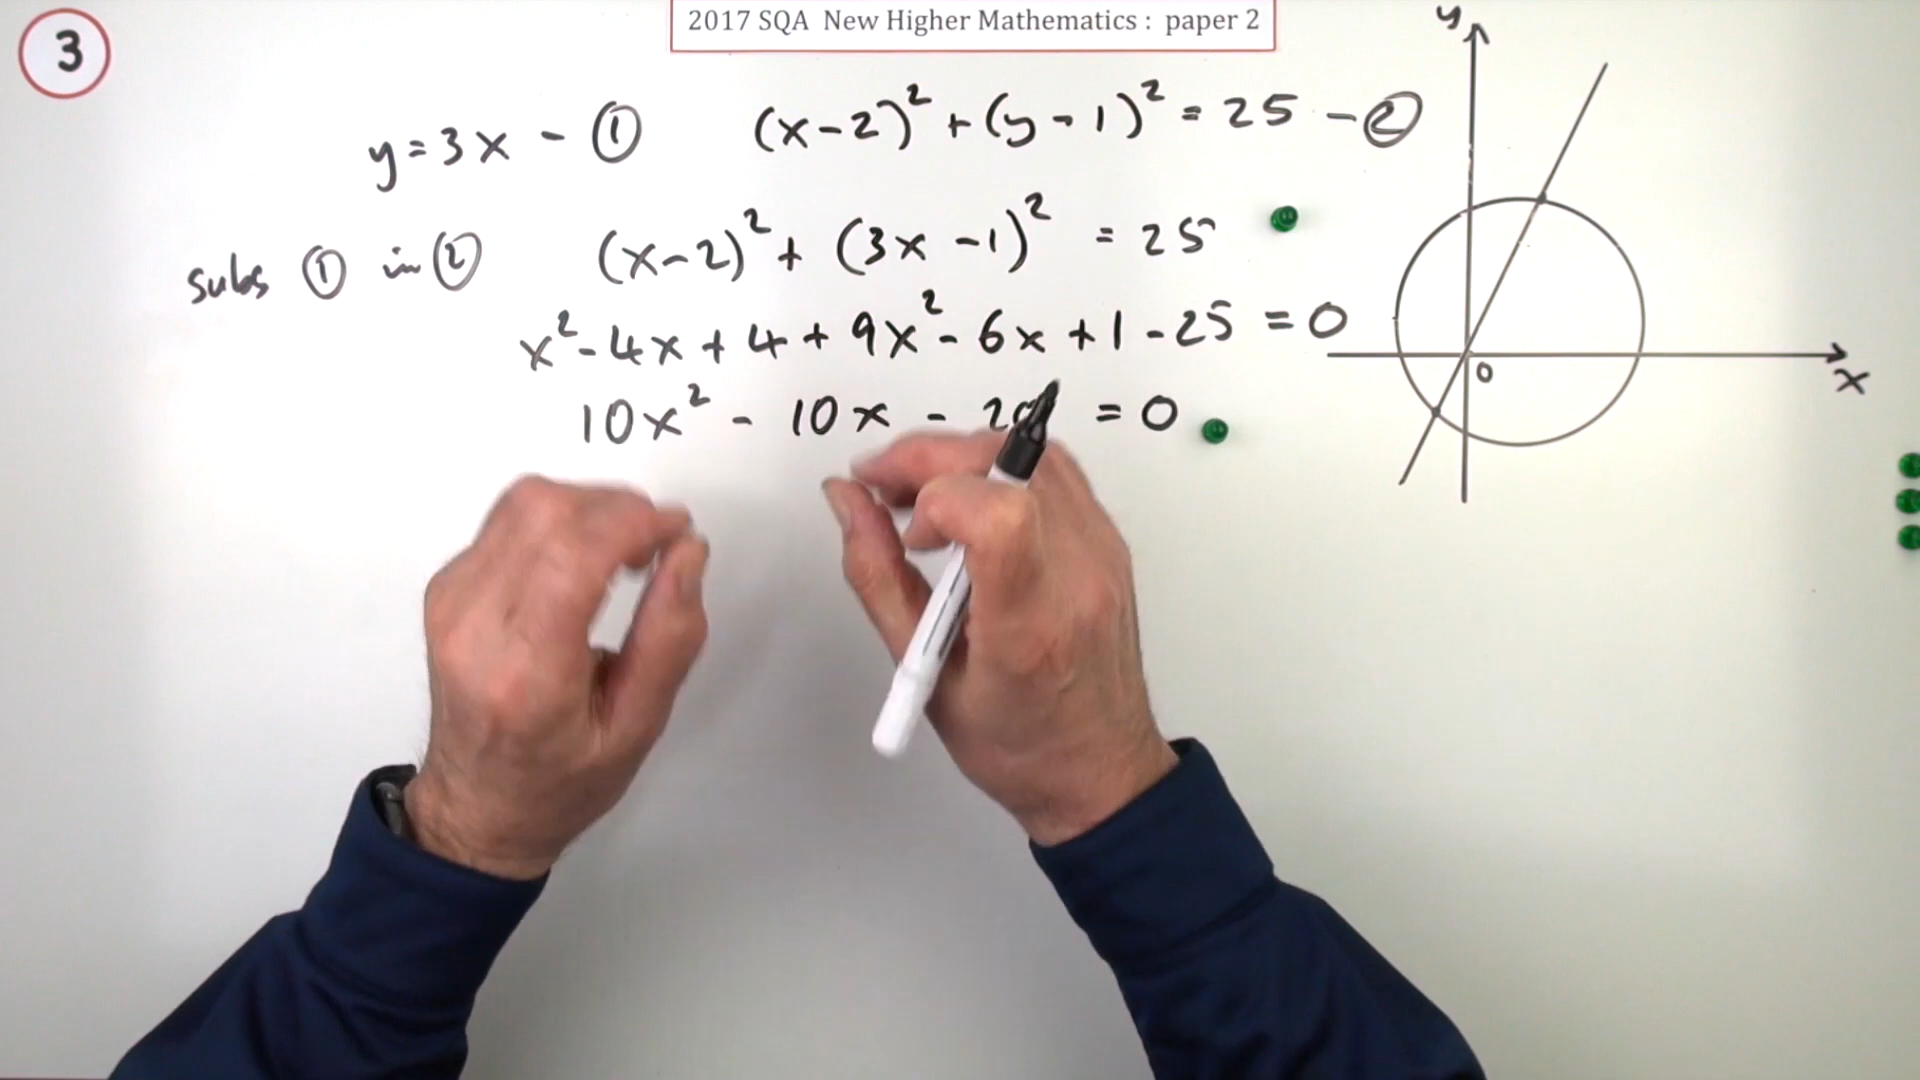 3
2017 SQA New Higher Mathematics : paper 2
y = 3x - ① (x-2)² + (y-1)² = 25 - ②
subs ① in ② (x-2)² + (3x -1)² = 25
x² - 4x + 4 + 9x² - 6x + 1 - 25 = 0
10x² - 10x - 20 = 0
y
0
x